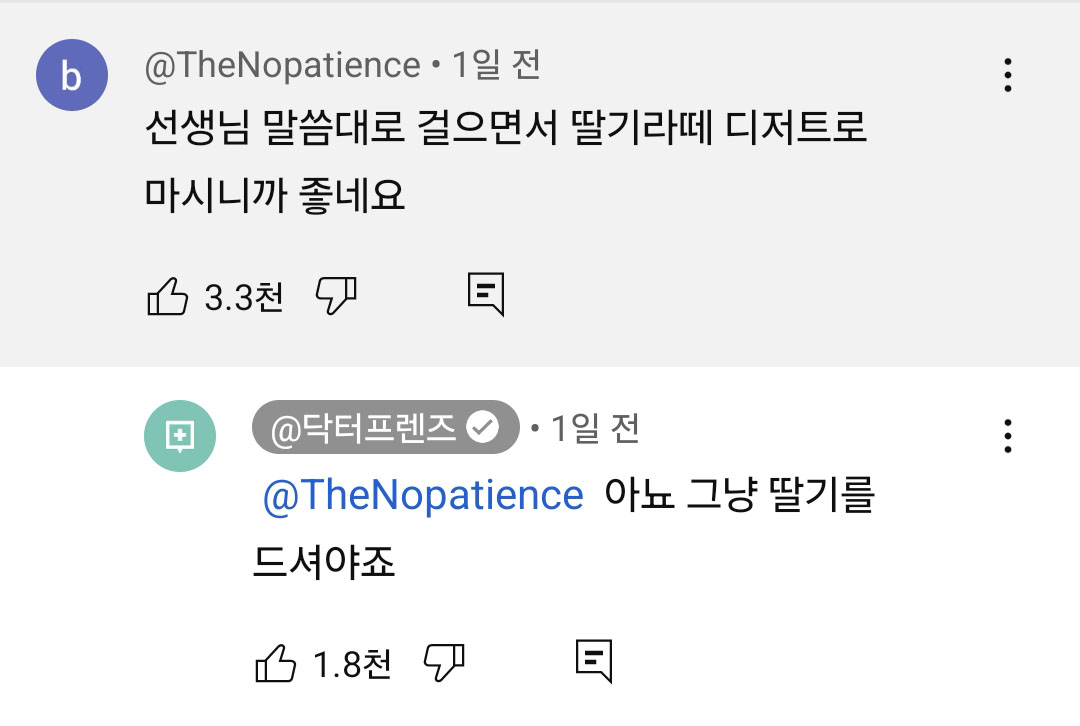 b
@TheNopatience • 1일 전
선생님 말씀대로 걸으면서 딸기라떼 디저트로
마시니까 좋네요
3.3천
@닥터프렌즈 • 1일 전
@TheNopatience 아뇨 그냥 딸기를
드셔야죠
1.8천